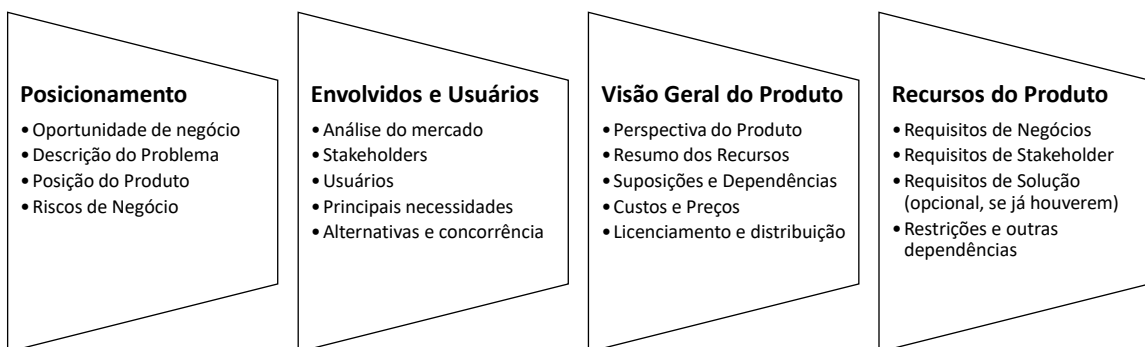 Posicionamento
• Oportunidade de negócio
• Descrição do Problema
• Posição do Produto
• Riscos de Negócio
Envolvidos e Usuários
• Análise do mercado
• Stakeholders
• Usuários
• Principais necessidades
• Alternativas e concorrência
Visão Geral do Produto
• Perspectiva do Produto
• Resumo dos Recursos
• Suposições e Dependências
• Custos e Preços
• Licenciamento e distribuição
Recursos do Produto
• Requisitos de Negócios
• Requisitos de Stakeholder
• Requisitos de Solução
(opcional, se já houverem)
• Restrições e outras
dependências